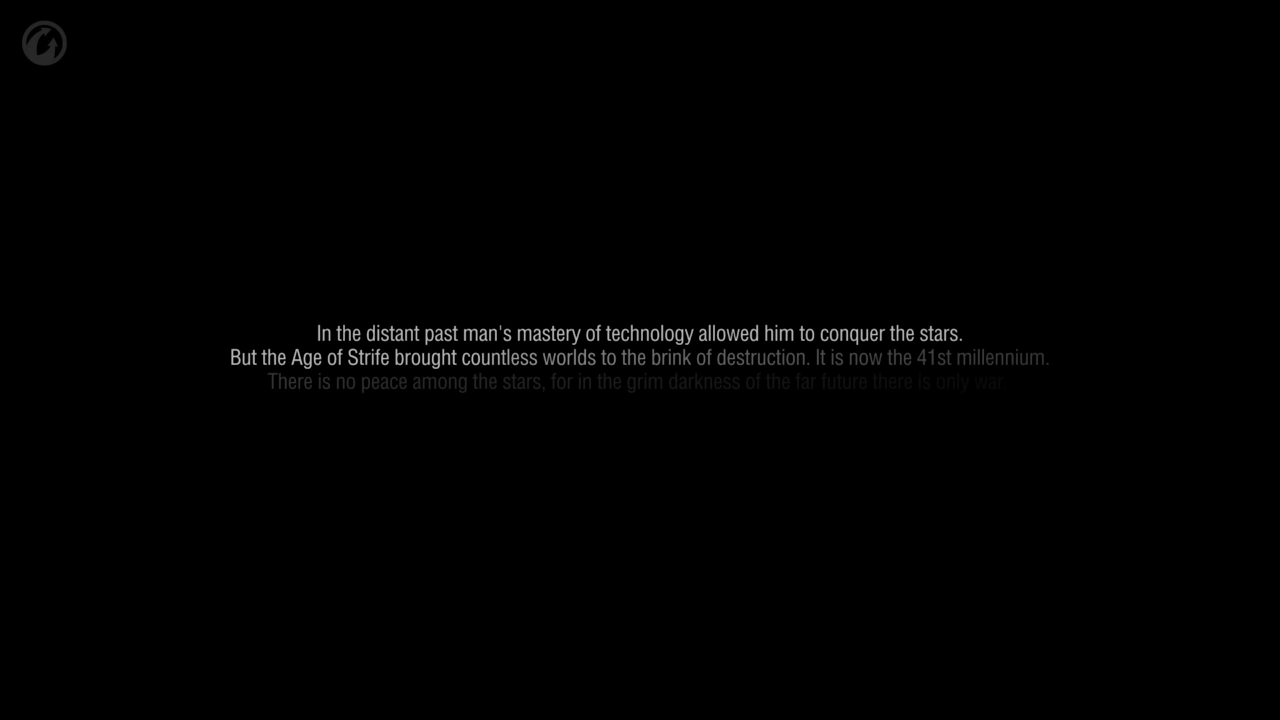 In the distant past man's mastery of technology allowed him to conquer the stars.
But the Age of Strife brought countless worlds to the brink of destruction. It is now the 41st millennium.
There is no peace among the stars, for in the grim darkness of the far future there is only war.